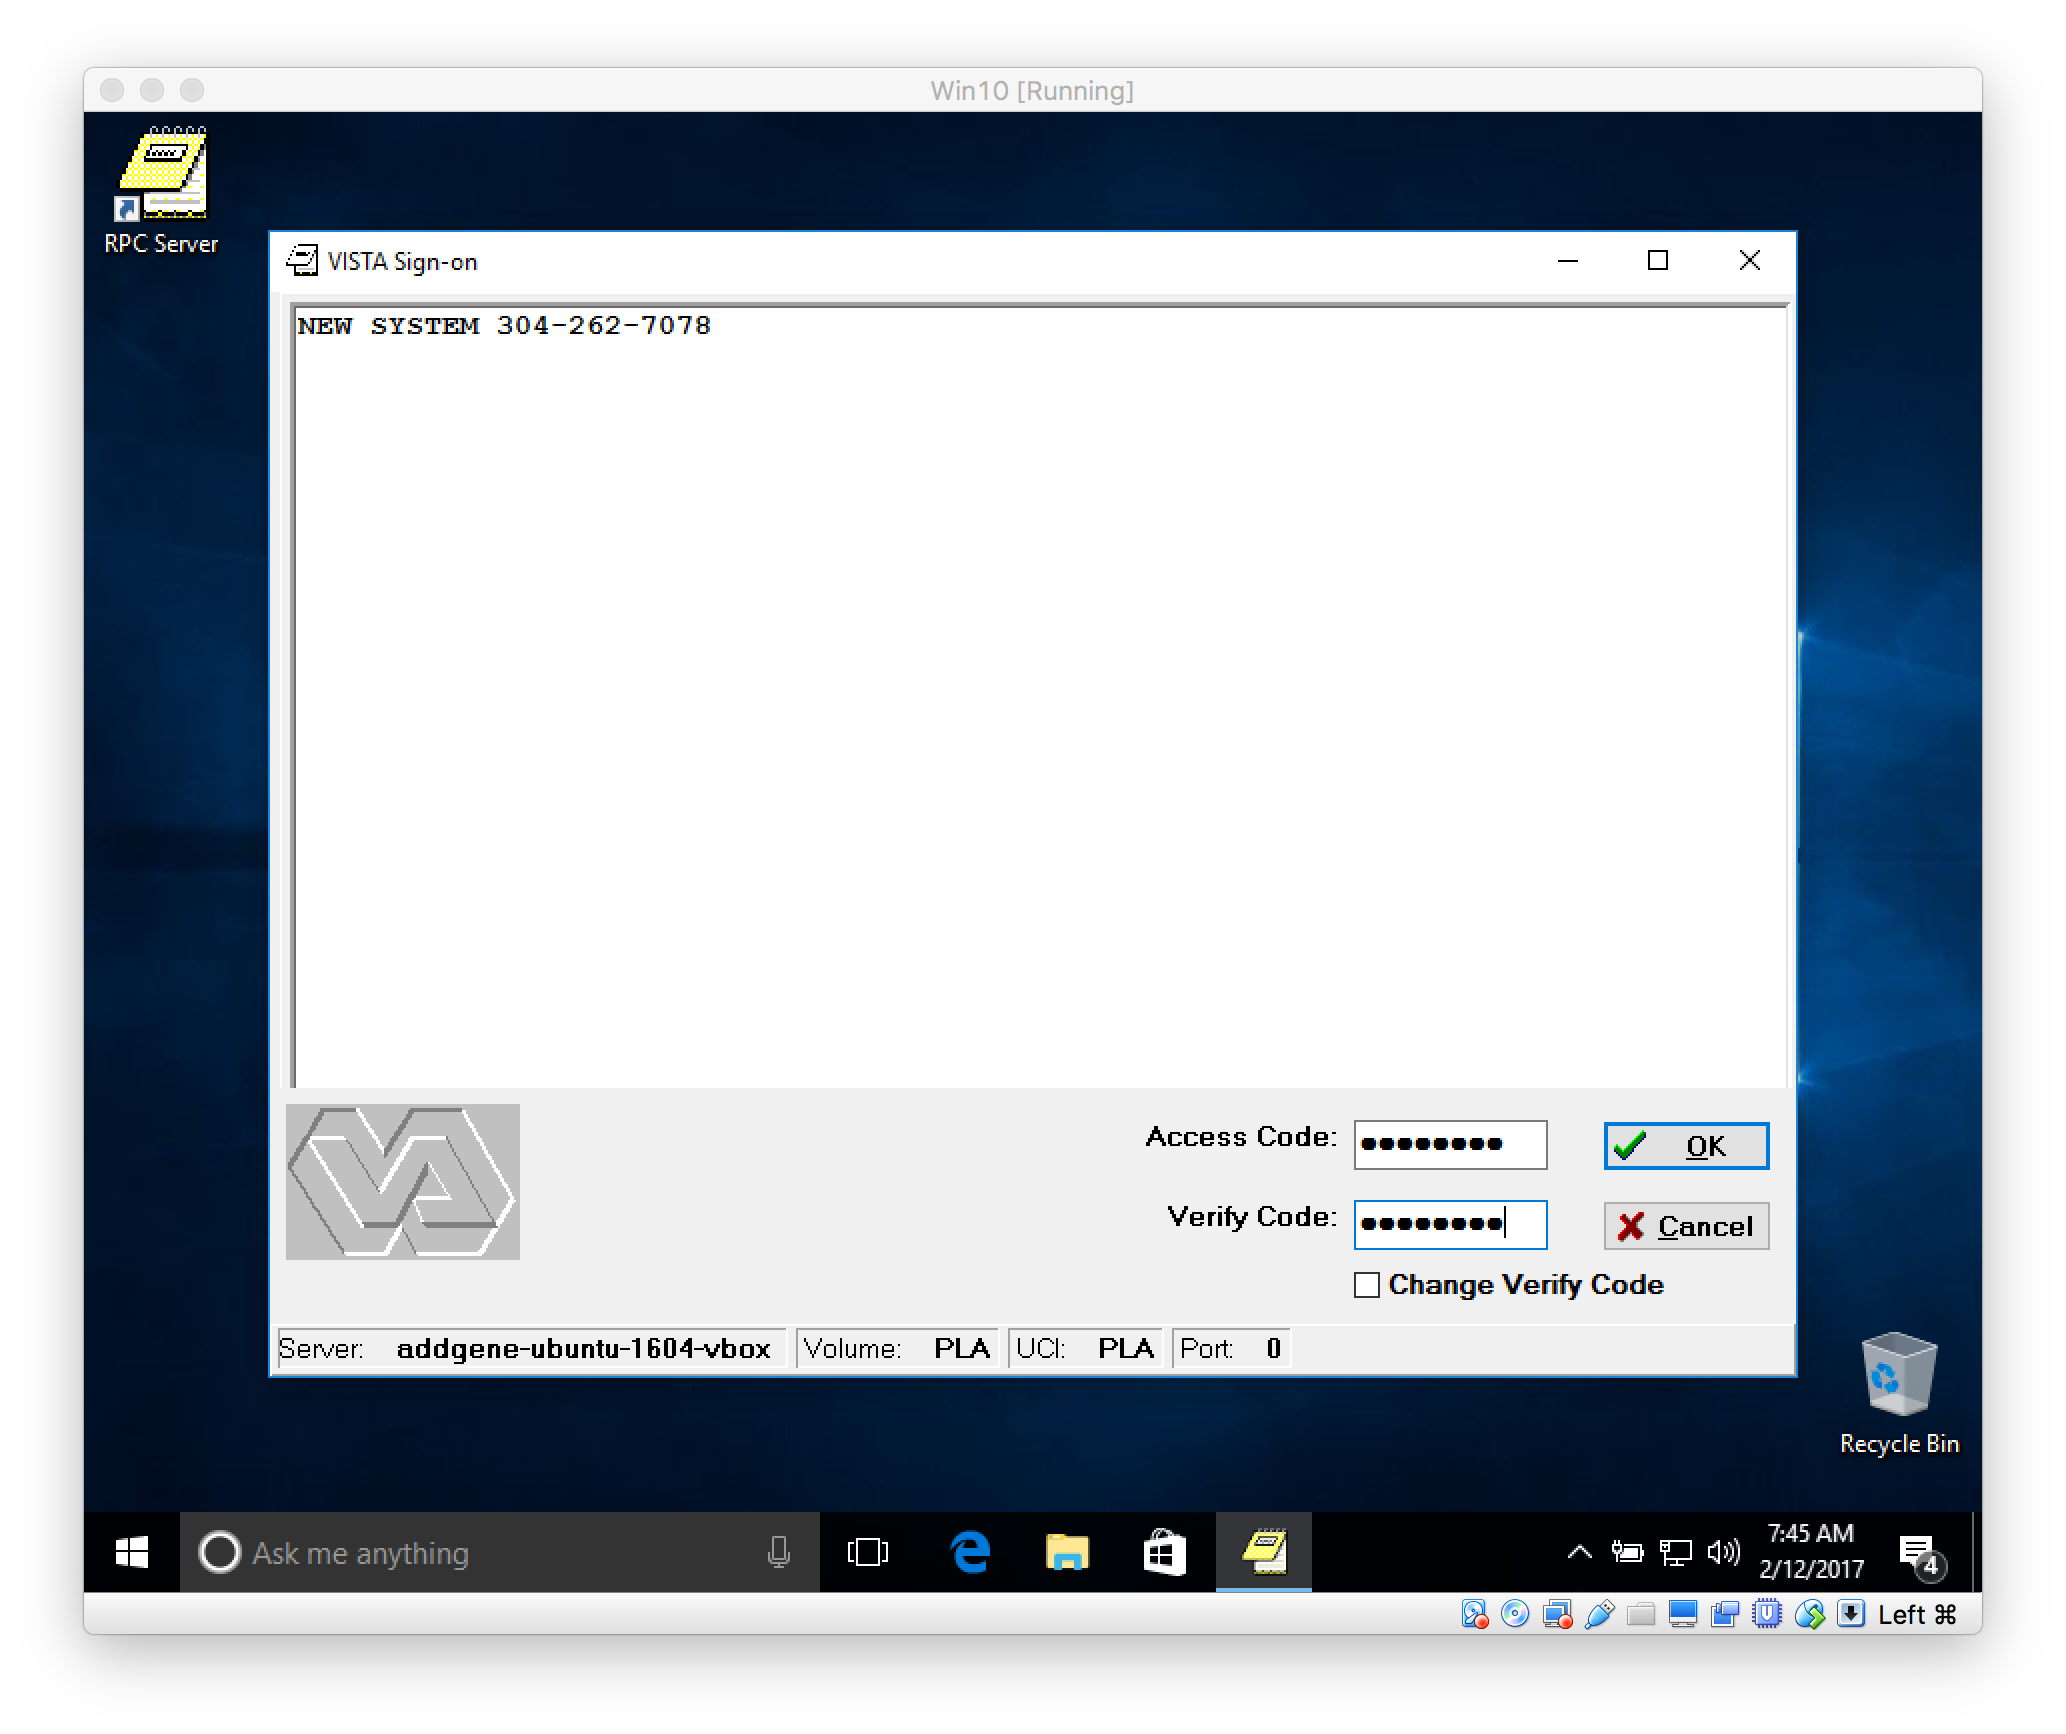 Win10 [Running]
RPC Server
VISTA Sign-on
NEW SYSTEM 304-262-7078
Access Code:
OK
Verify Code:
Cancel
Change Verify Code
Server: addgene-ubuntu-1604-vbox Volume: PLA UCI: PLA Port: 0
Recycle Bin
Ask me anything
7:45 AM
2/12/2017
4
Left ⌘